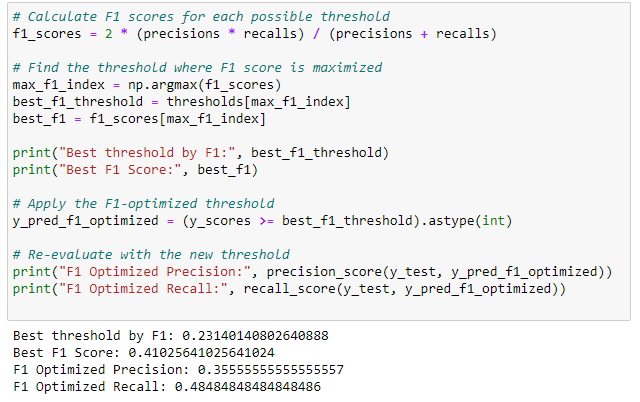 # Calculate F1 scores for each possible threshold
f1_scores = 2 * (precisions * recalls) / (precisions + recalls)
# Find the threshold where F1 score is maximized
max_f1_index = np.argmax(f1_scores)
best_f1_threshold = thresholds[max_f1_index]
best_f1 = f1_scores[max_f1_index]
print("Best threshold by F1:", best_f1_threshold)
print("Best F1 Score:", best_f1)
# Apply the F1-optimized threshold
y_pred_f1_optimized = (y_scores >= best_f1_threshold).astype(int)
# Re-evaluate with the new threshold
print("F1 Optimized Precision:", precision_score(y_test, y_pred_f1_optimized))
print("F1 Optimized Recall:", recall_score(y_test, y_pred_f1_optimized))
Best threshold by F1: 0.23140140802640888
Best F1 Score: 0.41025641025641024
F1 Optimized Precision: 0.35555555555555557
F1 Optimized Recall: 0.48484848484848486